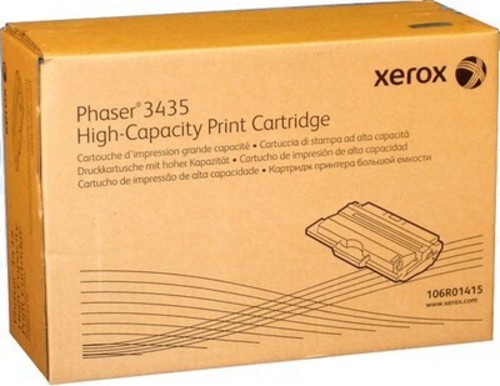 xerox
Phaser® 3435
High-Capacity Print Cartridge
Cartouche d'impression grande capacité • Cartuccia di stampa ad alta capacità
Druckkartusche mit hoher Kapazität • Cartucho de impresión de alta capacidad
Cartucho de impressão de alta capacidade • Картридж принтера большой емкости
106R01415
www.xerox.com